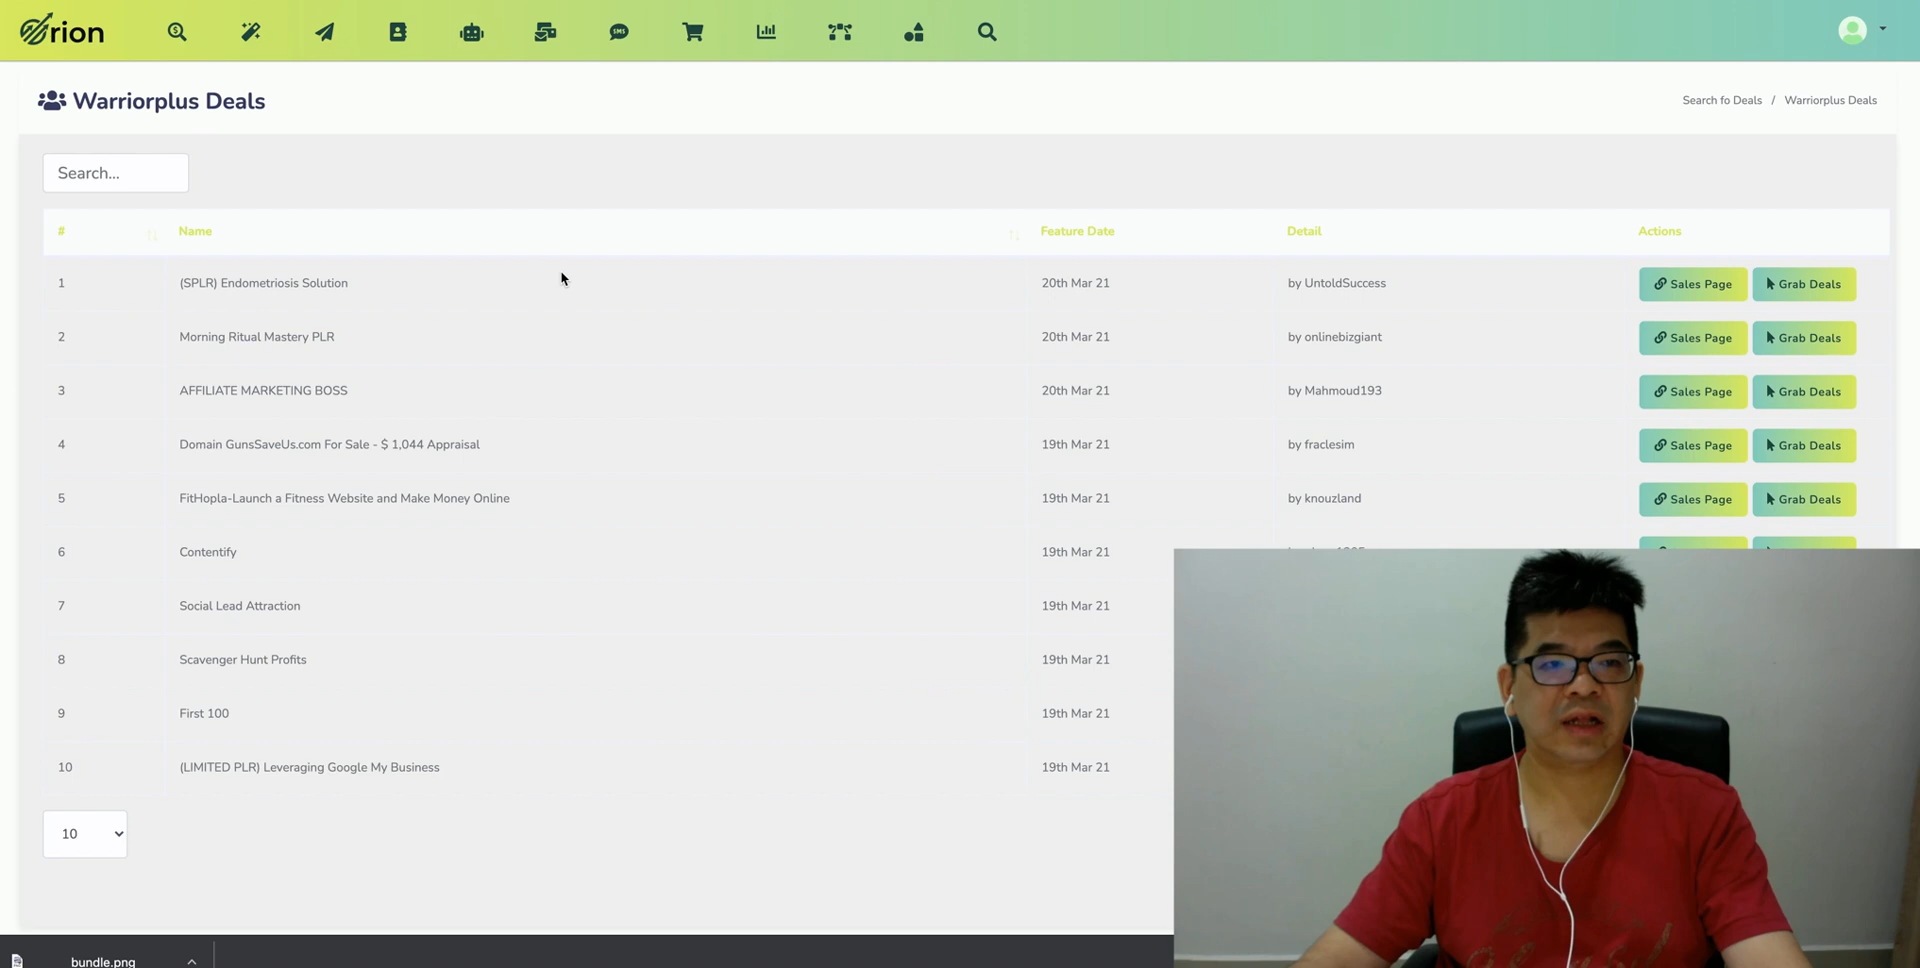 Orion
SMS
Warriorplus Deals
Search fo Deals / Warriorplus Deals
Search...
# Name Feature Date Detail Actions
1 (SPLR) Endometriosis Solution 20th Mar 21 by UntoldSuccess Sales Page Grab Deals
2 Morning Ritual Mastery PLR 20th Mar 21 by onlinebizgiant Sales Page Grab Deals
3 AFFILIATE MARKETING BOSS 20th Mar 21 by Mahmoud193 Sales Page Grab Deals
4 Domain GunsSaveUs.com For Sale - $ 1,044 Appraisal 19th Mar 21 by fraclesim Sales Page Grab Deals
5 FitHopla-Launch a Fitness Website and Make Money Online 19th Mar 21 by knouzland Sales Page Grab Deals
6 Contentify 19th Mar 21
7 Social Lead Attraction 19th Mar 21
8 Scavenger Hunt Profits 19th Mar 21
9 First 100 19th Mar 21
10 (LIMITED PLR) Leveraging Google My Business 19th Mar 21
10
bundle.png